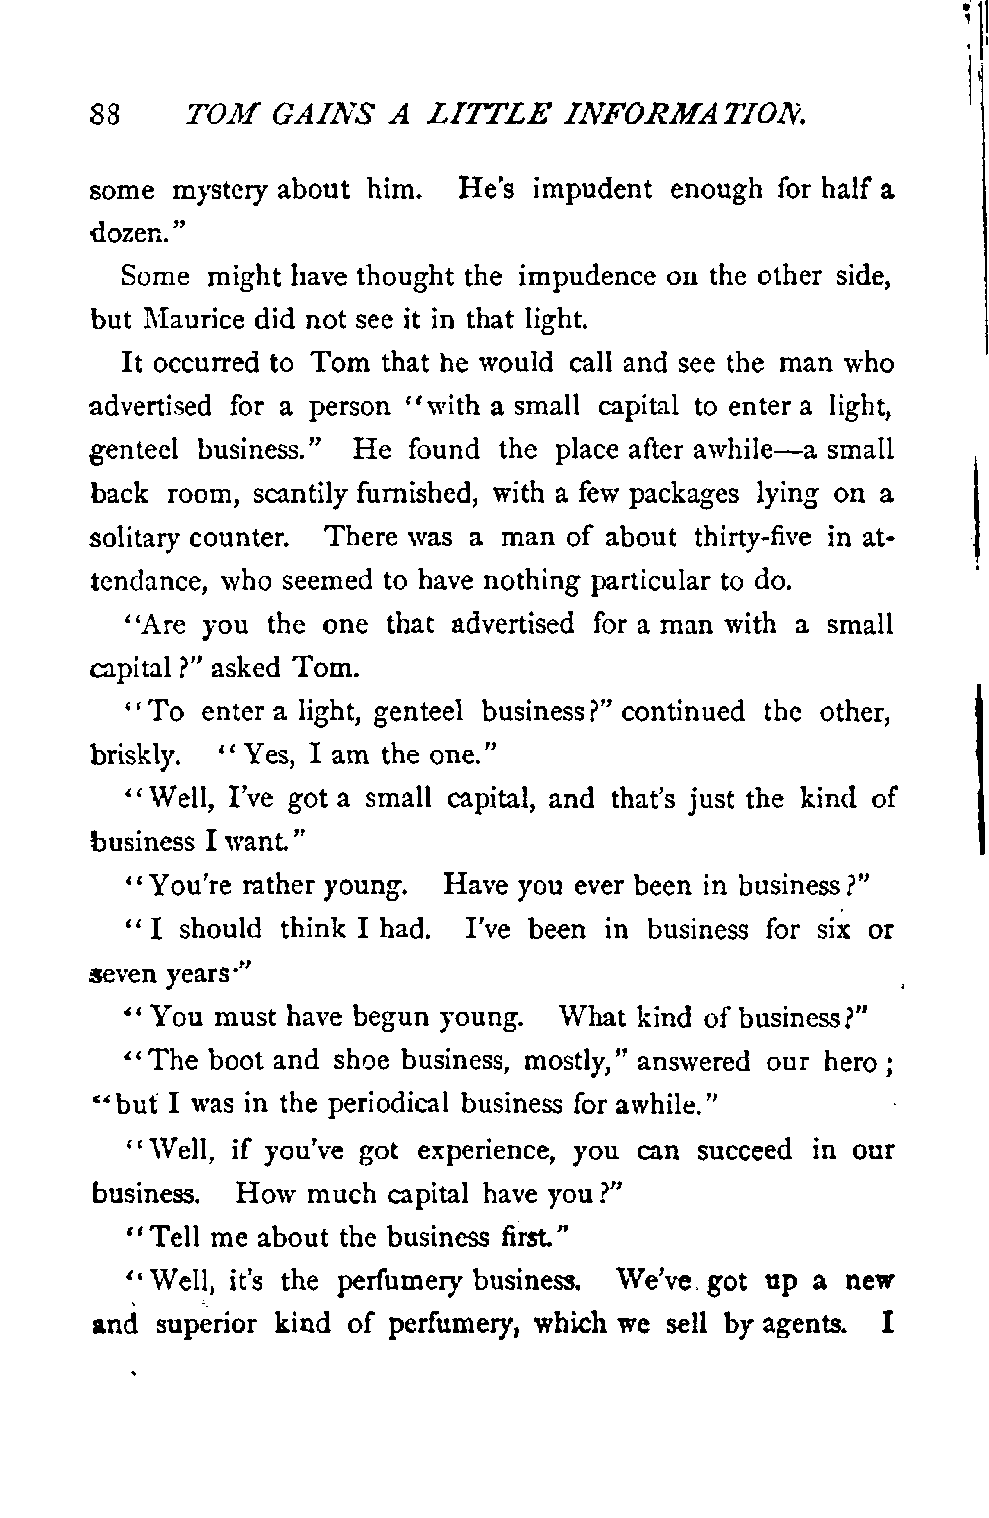 88 TOM GAINS A LITTLE INFORMATION.
some mystery about him. He's impudent enough for half a
dozen."
Some might have thought the impudence on the other side,
but Maurice did not see it in that light.
It occurred to Tom that he would call and see the man who
advertised for a person "with a small capital to enter a light,
genteel business." He found the place after awhile—a small
back room, scantily furnished, with a few packages lying on a
solitary counter. There was a man of about thirty-five in at-
tendance, who seemed to have nothing particular to do.
"Are you the one that advertised for a man with a small
capital?" asked Tom.
"To enter a light, genteel business?" continued the other,
briskly. "Yes, I am the one."
"Well, I've got a small capital, and that's just the kind of
business I want."
"You're rather young. Have you ever been in business?"
"I should think I had. I've been in business for six or
seven years."
"You must have begun young. What kind of business?"
"The boot and shoe business, mostly," answered our hero;
"but I was in the periodical business for awhile."
"Well, if you've got experience, you can succeed in our
business. How much capital have you?"
"Tell me about the business first."
"Well, it's the perfumery business. We've got up a new
and superior kind of perfumery, which we sell by agents. I